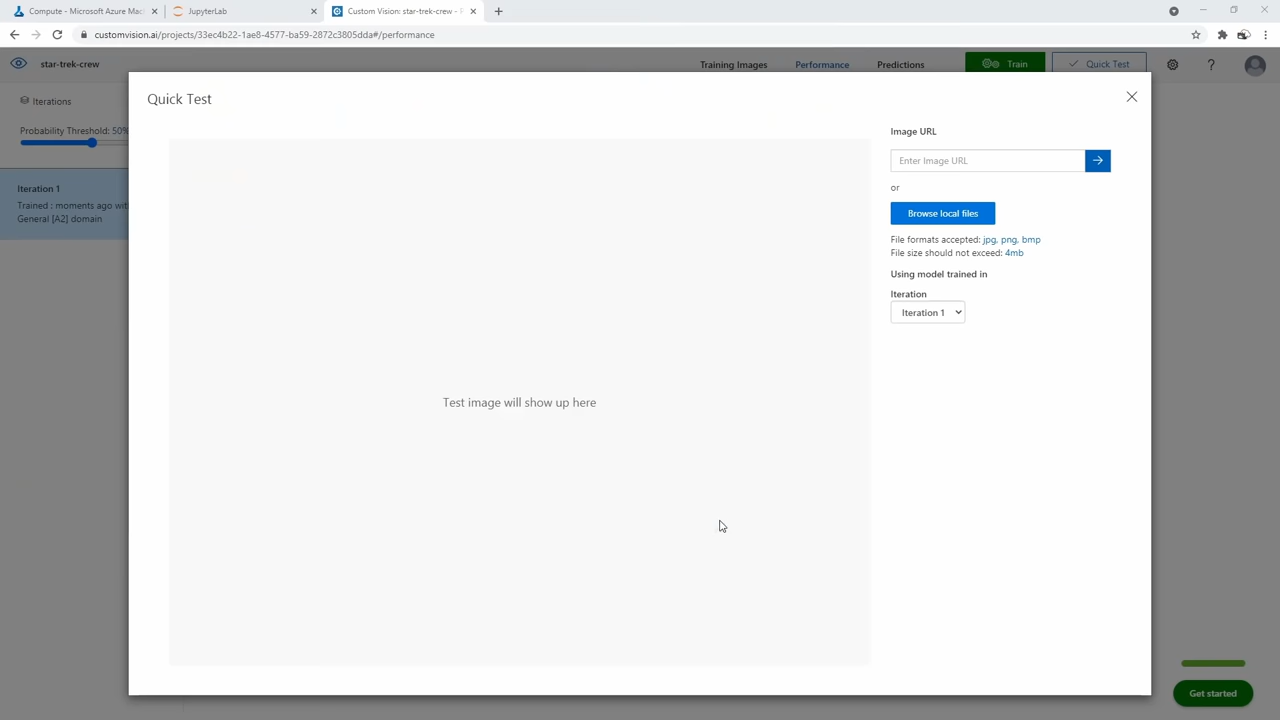 Compute - Microsoft Azure Mac
JupyterLab
Custom Vision: star-trek-crew - P
customvision.ai/projects/33ec4b22-1ae8-4577-ba59-2872c3805dda#/performance
star-trek-crew
Training Images
Performance
Predictions
Train
Quick Test
Iterations
Probability Threshold: 50%
Iteration 1
Trained : moments ago wit
General [A2] domain
Quick Test
Test image will show up here
Image URL
Enter Image URL
or
Browse local files
File formats accepted: jpg, png, bmp
File size should not exceed: 4mb
Using model trained in
Iteration
Iteration 1
Get started